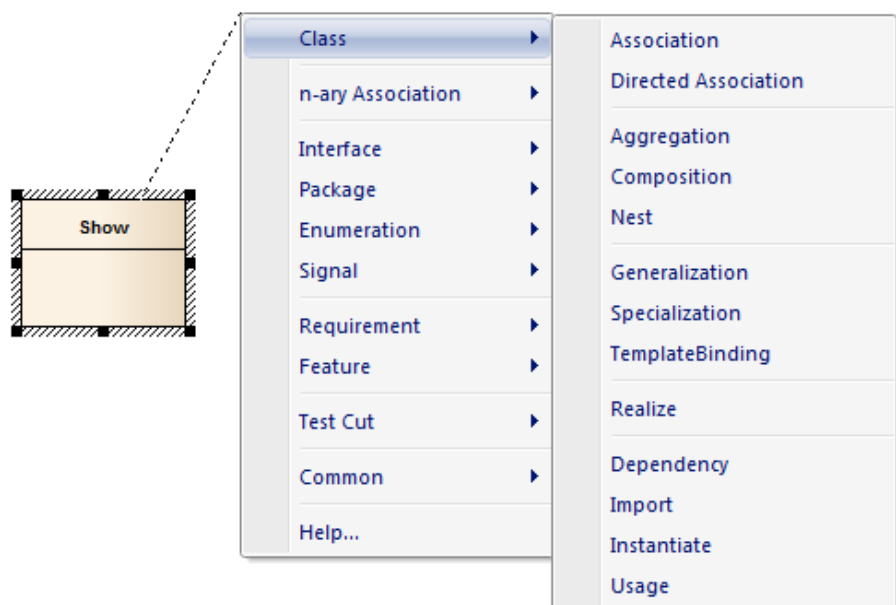 Show
Class
n-ary Association
Interface
Package
Enumeration
Signal
Requirement
Feature
Test Cut
Common
Help...
Association
Directed Association
Aggregation
Composition
Nest
Generalization
Specialization
TemplateBinding
Realize
Dependency
Import
Instantiate
Usage